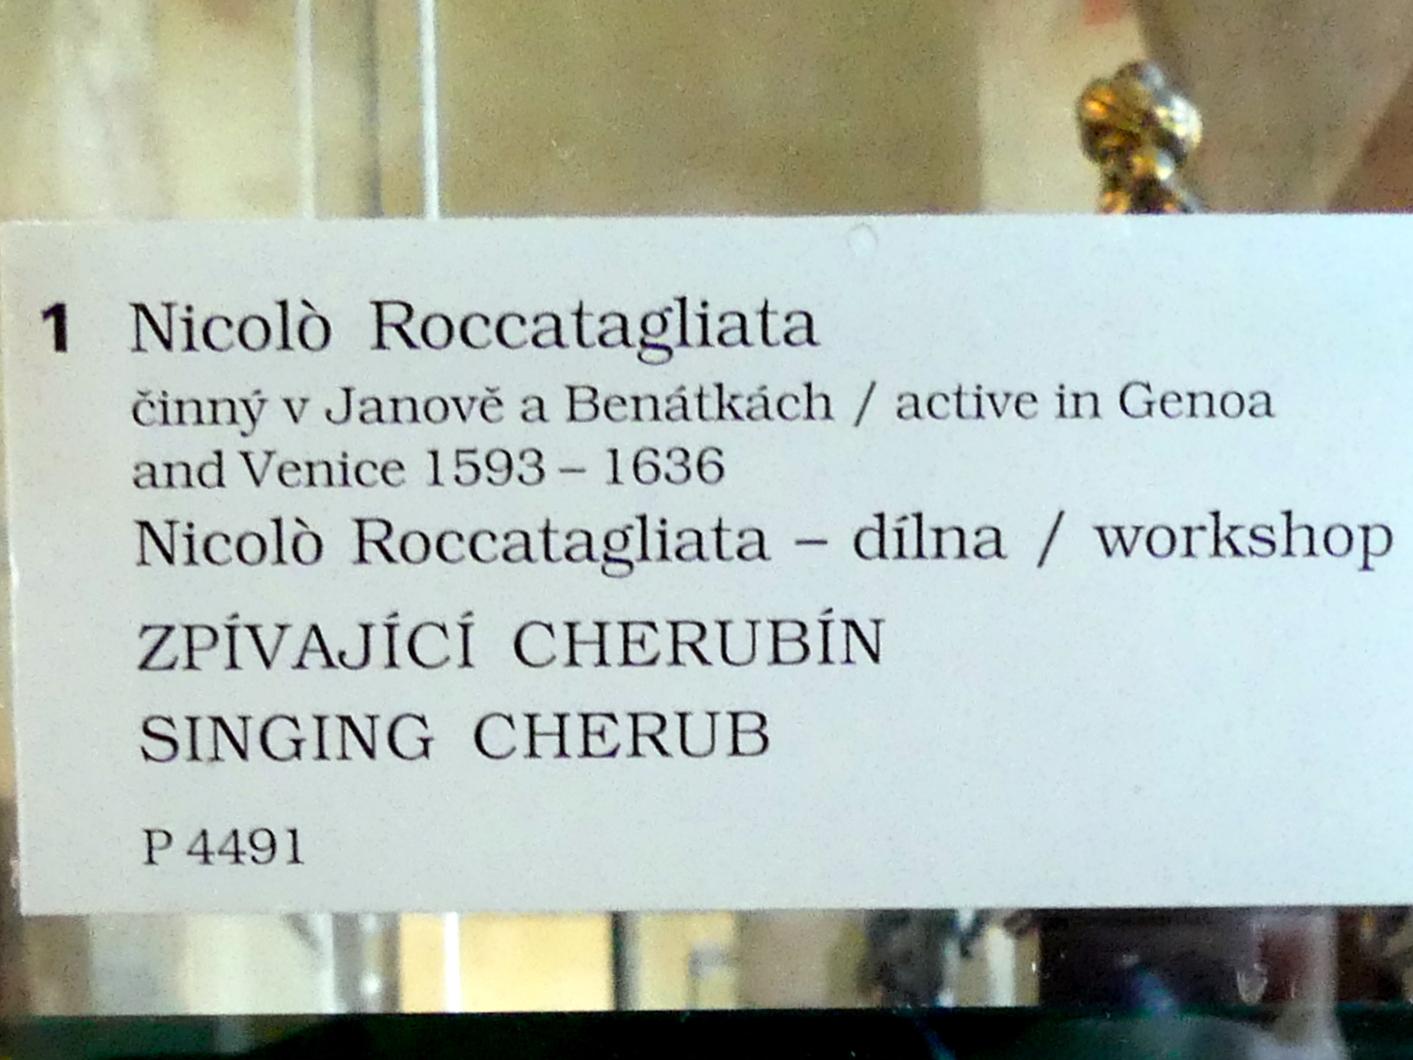 1 Nicolò Roccatagliata
činný v Janově a Benátkách / active in Genoa
and Venice 1593 – 1636
Nicolò Roccatagliata – dílna / workshop
ZPÍVAJÍCÍ CHERUBÍN
SINGING CHERUB
P 4491